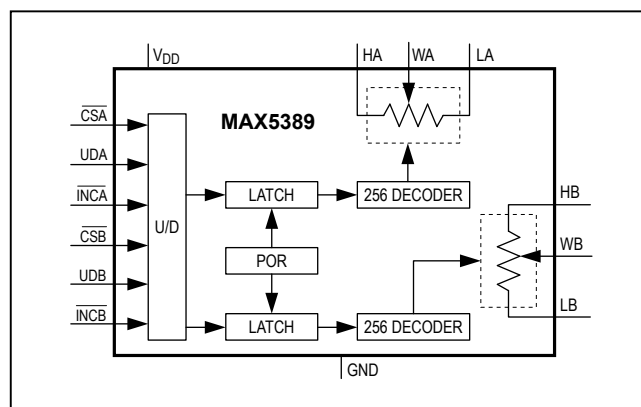 VDD
HA
WA
LA
MAX5389
CSA
UDA
INCA
CSB
UDB
INCB
U/D
LATCH
256 DECODER
POR
LATCH
256 DECODER
HB
WB
LB
GND